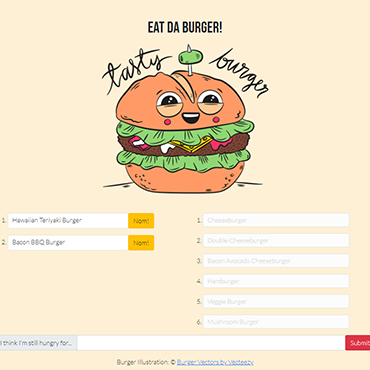 EAT DA BURGER!
tasty burger
1. Hawaiian Teriyaki Burger Nom!
2. Bacon BBQ Burger Nom!
1. Cheeseburger
2. Double Cheeseburger
3. Bacon Avocado Cheeseburger
4. Hamburger
5. Veggie Burger
6. Mushroom Burger
I think I'm still hungry for... Submit
Burger Illustration: © Burger Vectors by Vecteezy